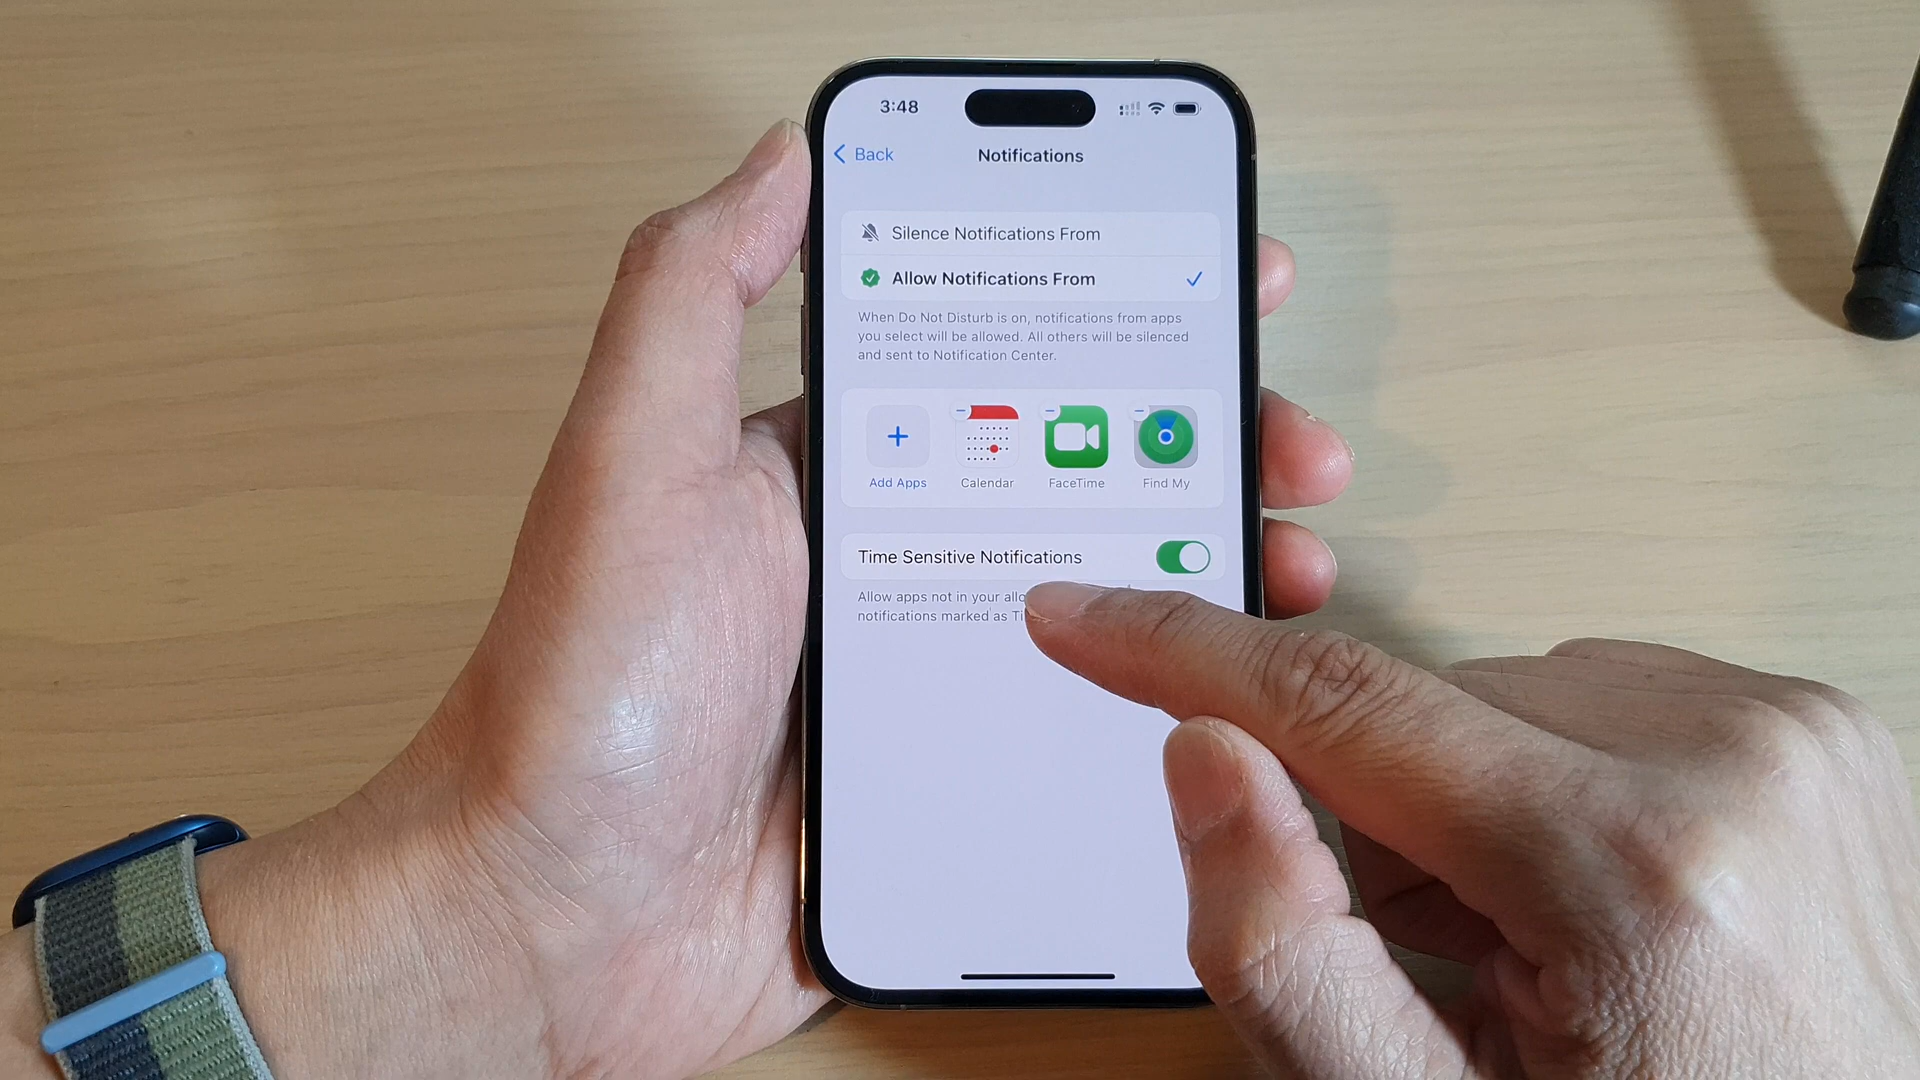 3:48
Back
Notifications
Silence Notifications From
Allow Notifications From
When Do Not Disturb is on, notifications from apps
you select will be allowed. All others will be silenced
and sent to Notification Center.
Add Apps
Calendar
FaceTime
Find My
Time Sensitive Notifications
Allow apps not in your
notifications marked as